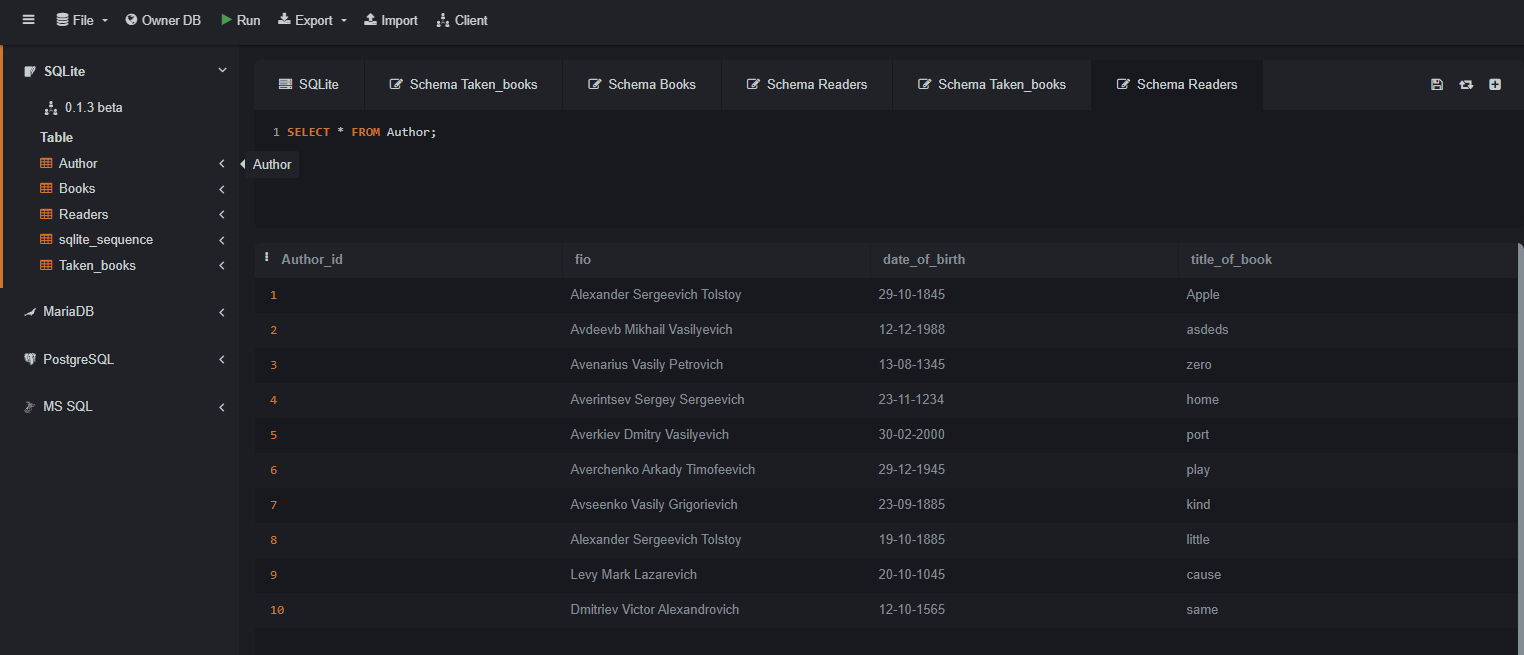 File Owner DB Run Export Import Client
SQLite
0.1.3 beta
Table
Author
Books
Readers
sqlite_sequence
Taken_books
MariaDB
PostgreSQL
MS SQL
SQLite Schema Taken_books Schema Books Schema Readers Schema Taken_books Schema Readers
1 SELECT * FROM Author;
Author
Author_id fio date_of_birth title_of_book
1 Alexander Sergeevich Tolstoy 29-10-1845 Apple
2 Avdeevb Mikhail Vasilyevich 12-12-1988 asdeds
3 Avenarius Vasily Petrovich 13-08-1345 zero
4 Averintsev Sergey Sergeevich 23-11-1234 home
5 Averkiev Dmitry Vasilyevich 30-02-2000 port
6 Averchenko Arkady Timofeevich 29-12-1945 play
7 Avseenko Vasily Grigorievich 23-09-1885 kind
8 Alexander Sergeevich Tolstoy 19-10-1885 little
9 Levy Mark Lazarevich 20-10-1045 cause
10 Dmitriev Victor Alexandrovich 12-10-1565 same